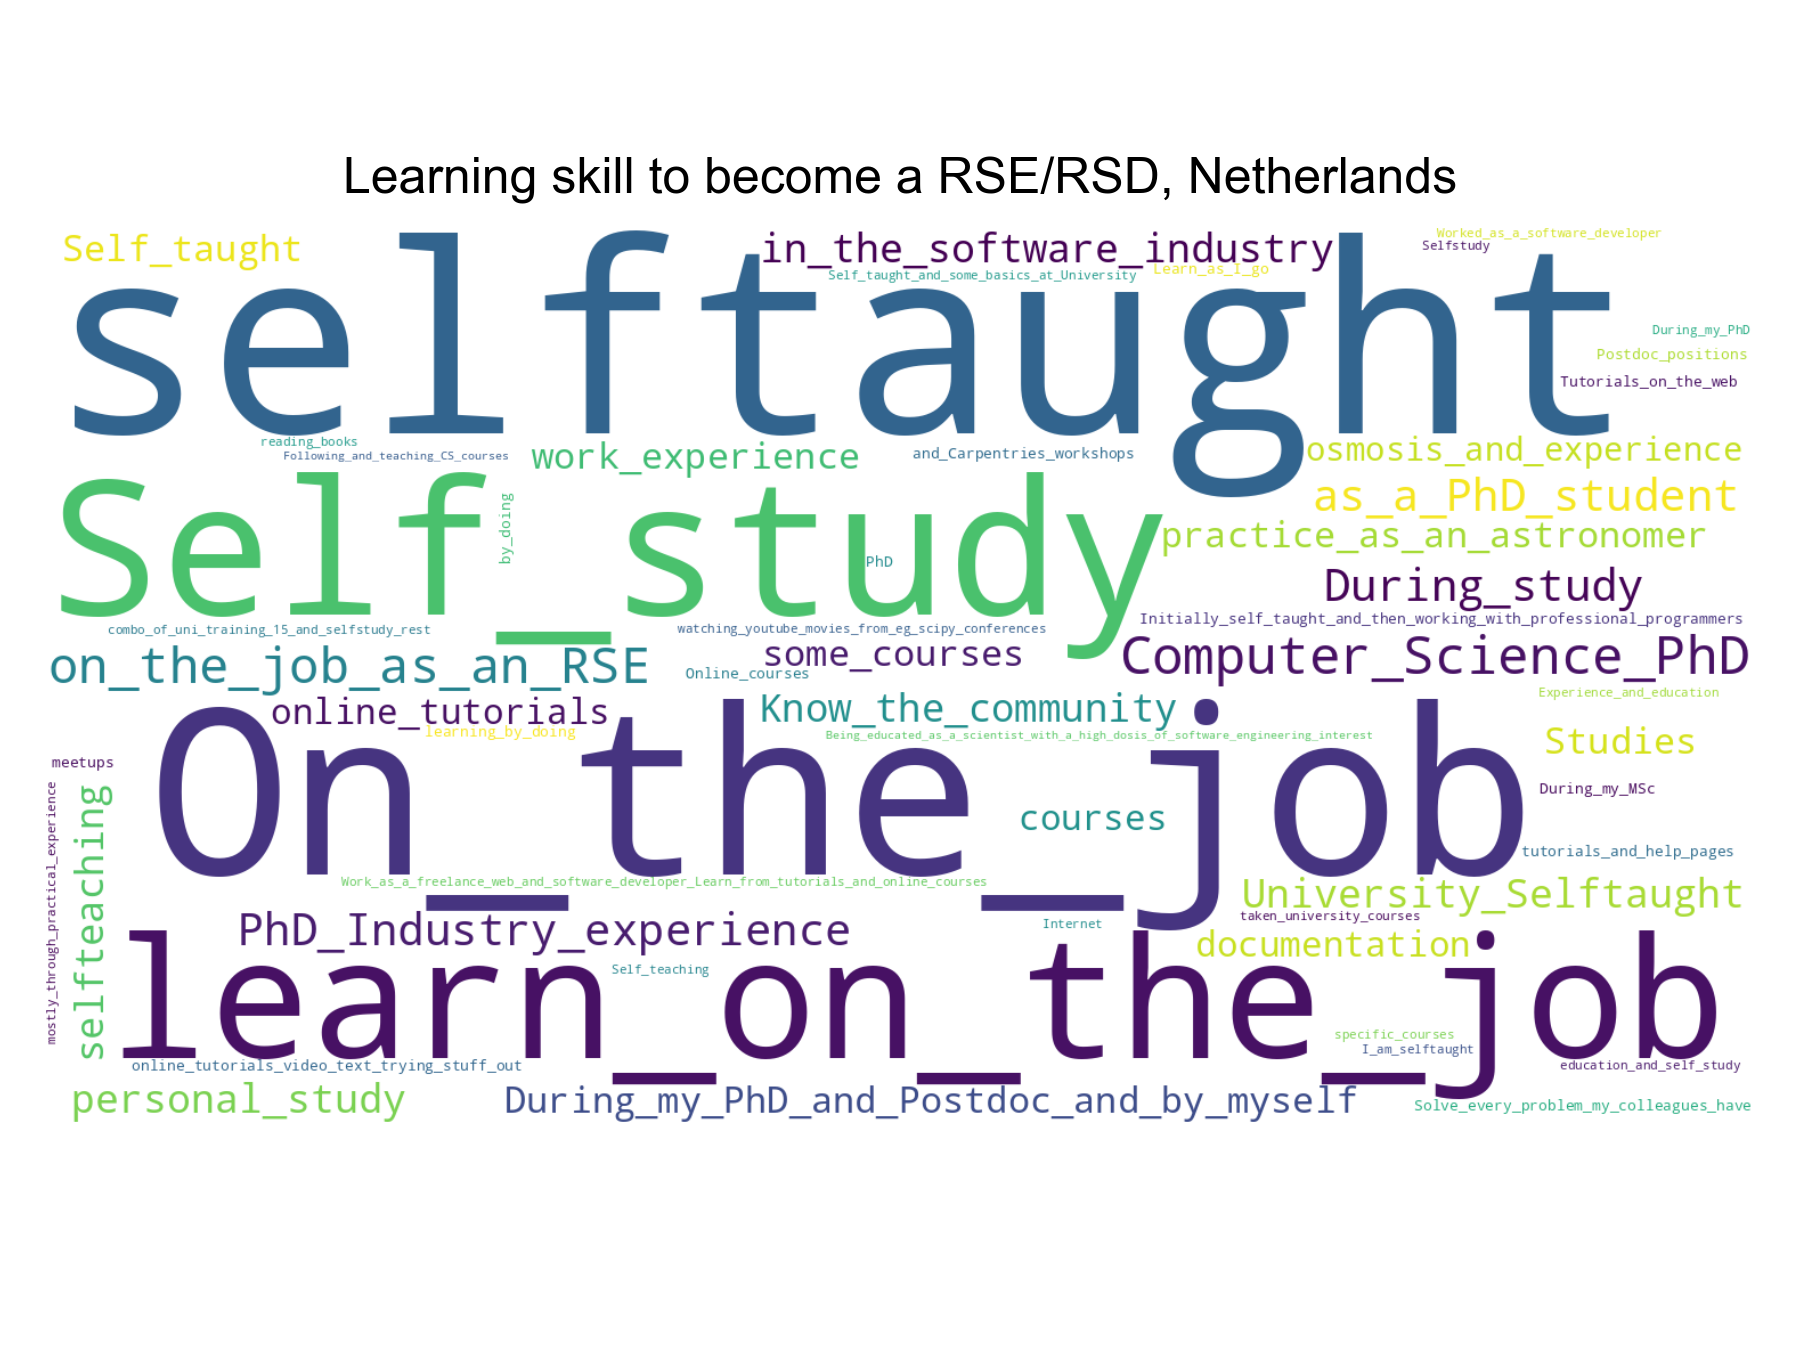 Learning skill to become a RSE/RSD, Netherlands
Self_taught
in_the_software_industry
Worked_as_a_software_developer
Selfstudy
Self_taught_and_some_basics_at_University
Learn_as_I_go
selftaught
During_my_PhD
Postdoc_positions
Tutorials_on_the_web
reading_books
Following_and_teaching_CS_courses
work_experience
and_Carpentries_workshops
osmosis_and_experience
as_a_PhD_student
Self_study
by_doing
PhD
practice_as_an_astronomer
During_study
Initially_self_taught_and_then_working_with_professional_programmers
combo_of_uni_training_15_and_selfstudy_rest
watching_youtube_movies_from_eg_scipy_conferences
on_the_job_as_an_RSE
some_courses
Computer_Science_PhD
Online_courses
Experience_and_education
online_tutorials
Know_the_community
learning_by_doing
Being_educated_as_a_scientist_with_a_high_dosis_of_software_engineering_interest
Studies
meetups
On_the_job
During_my_MSc
mostly_through_practical_experience
selfteaching
courses
tutorials_and_help_pages
Work_as_a_freelance_web_and_software_developer_Learn_from_tutorials_and_online_courses
University_Selftaught
PhD_Industry_experience
Internet
taken_university_courses
documentation
Self_teaching
learn_on_the_job
specific_courses
I_am_selftaught
online_tutorials_video_text_trying_stuff_out
education_and_self_study
personal_study
During_my_PhD_and_Postdoc_and_by_myself
Solve_every_problem_my_colleagues_have